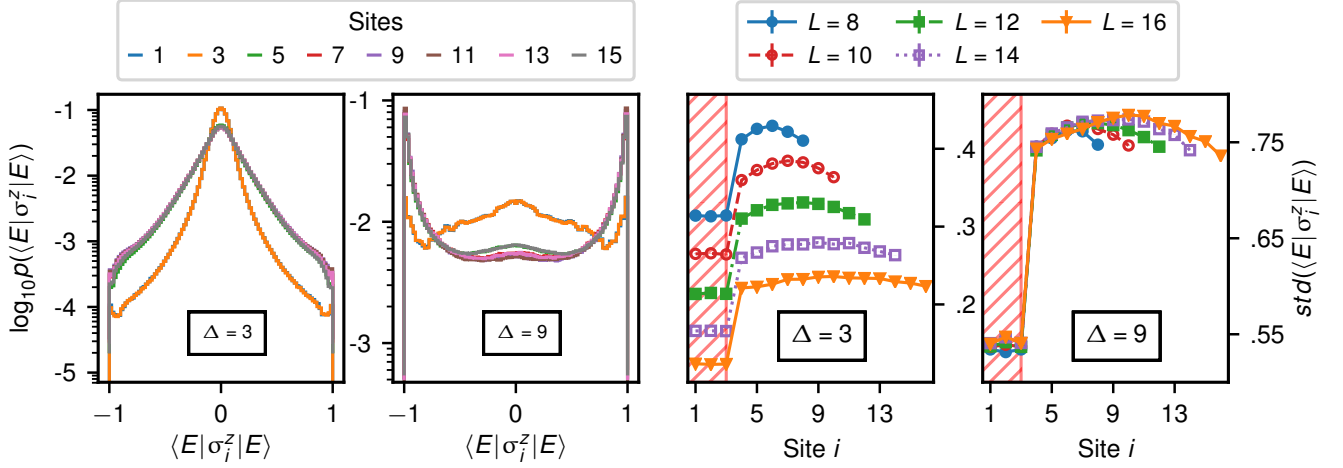 Sites
1 3 5 7 9 11 13 15
L = 8 L = 12 L = 16
L = 10 L = 14
log₁₀p(⟨E|σᵢᶻ|E⟩)
-1
-2
-3
-4
-5
Δ = 3
−1 0 1
⟨E|σᵢᶻ|E⟩
-1
-2
-3
Δ = 9
−1 0 1
⟨E|σᵢᶻ|E⟩
.4
.3
.2
Δ = 3
1 5 9 13
Site i
Δ = 9
1 5 9 13
Site i
.75
.65
.55
std(⟨E|σᵢᶻ|E⟩)